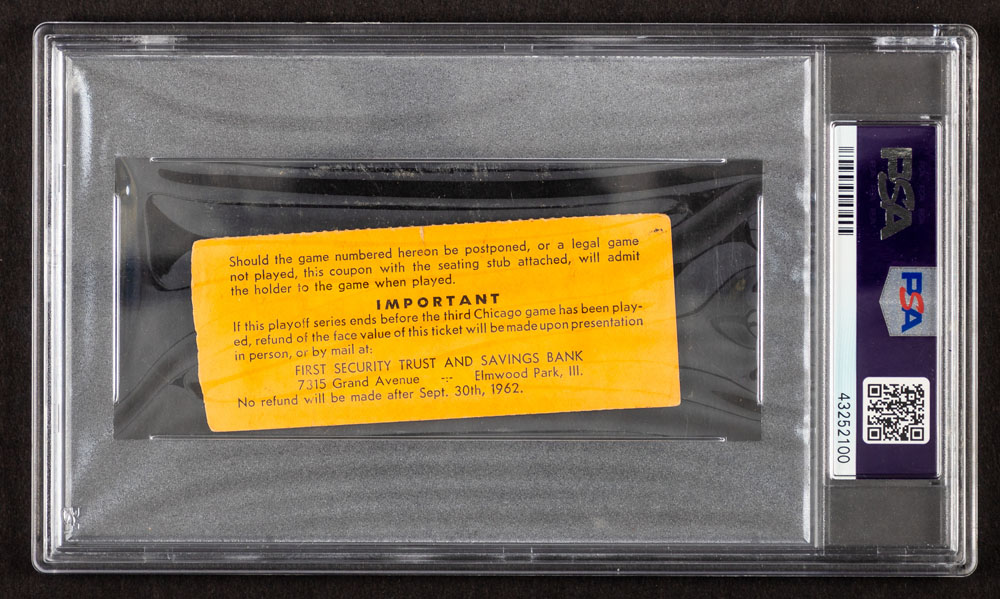 Should the game numbered hereon be postponed, or a legal game
not played, this coupon with the seating stub attached, will admit
the holder to the game when played.
IMPORTANT
If this playoff series ends before the third Chicago game has been play-
ed, refund of the face value of this ticket will be made upon presentation
in person, or by mail at:
FIRST SECURITY TRUST AND SAVINGS BANK
7315 Grand Avenue -:- Elmwood Park, Ill.
No refund will be made after Sept. 30th, 1962.
PSA
PSA
43252100